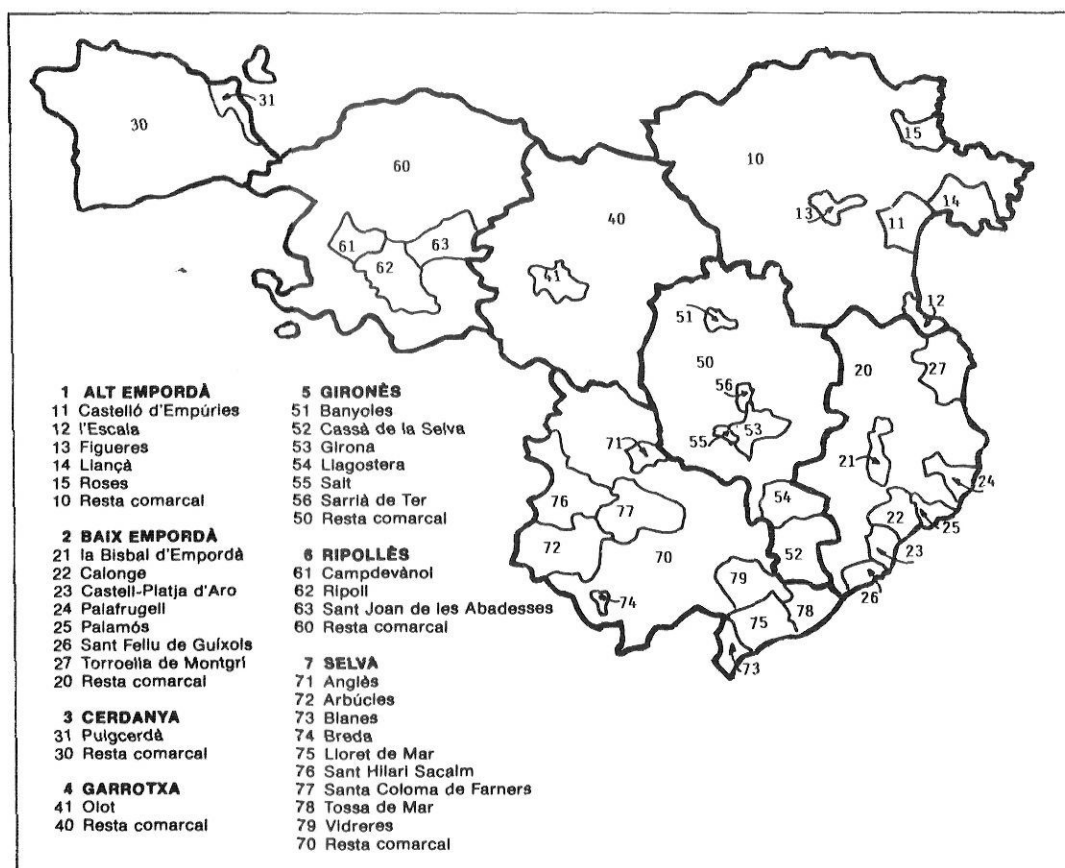 31
30
15
60
10
14
13
11
40
63
61
62
41
12
51
27
50
20
56
53
55
71
21
24
54
76
77
22
25
72
70
52
23
79
26
74
78
75
73
1 ALT EMPORDÀ
11 Castelló d'Empúries
12 l'Escala
13 Figueres
14 Llançà
15 Roses
10 Resta comarcal
2 BAIX EMPORDÀ
21 la Bisbal d'Empordà
22 Calonge
23 Castell-Platja d'Aro
24 Palafrugell
25 Palamós
26 Sant Feliu de Guíxols
27 Torroella de Montgrí
20 Resta comarcal
3 CERDANYA
31 Puigcerdà
30 Resta comarcal
4 GARROTXA
41 Olot
40 Resta comarcal
5 GIRONÈS
51 Banyoles
52 Cassà de la Selva
53 Girona
54 Llagostera
55 Salt
56 Sarrià de Ter
50 Resta comarcal
6 RIPOLLÈS
61 Campdevànol
62 Ripoll
63 Sant Joan de les Abadesses
60 Resta comarcal
7 SELVA
71 Anglès
72 Arbúcies
73 Blanes
74 Breda
75 Lloret de Mar
76 Sant Hilari Sacalm
77 Santa Coloma de Farners
78 Tossa de Mar
79 Vidreres
70 Resta comarcal